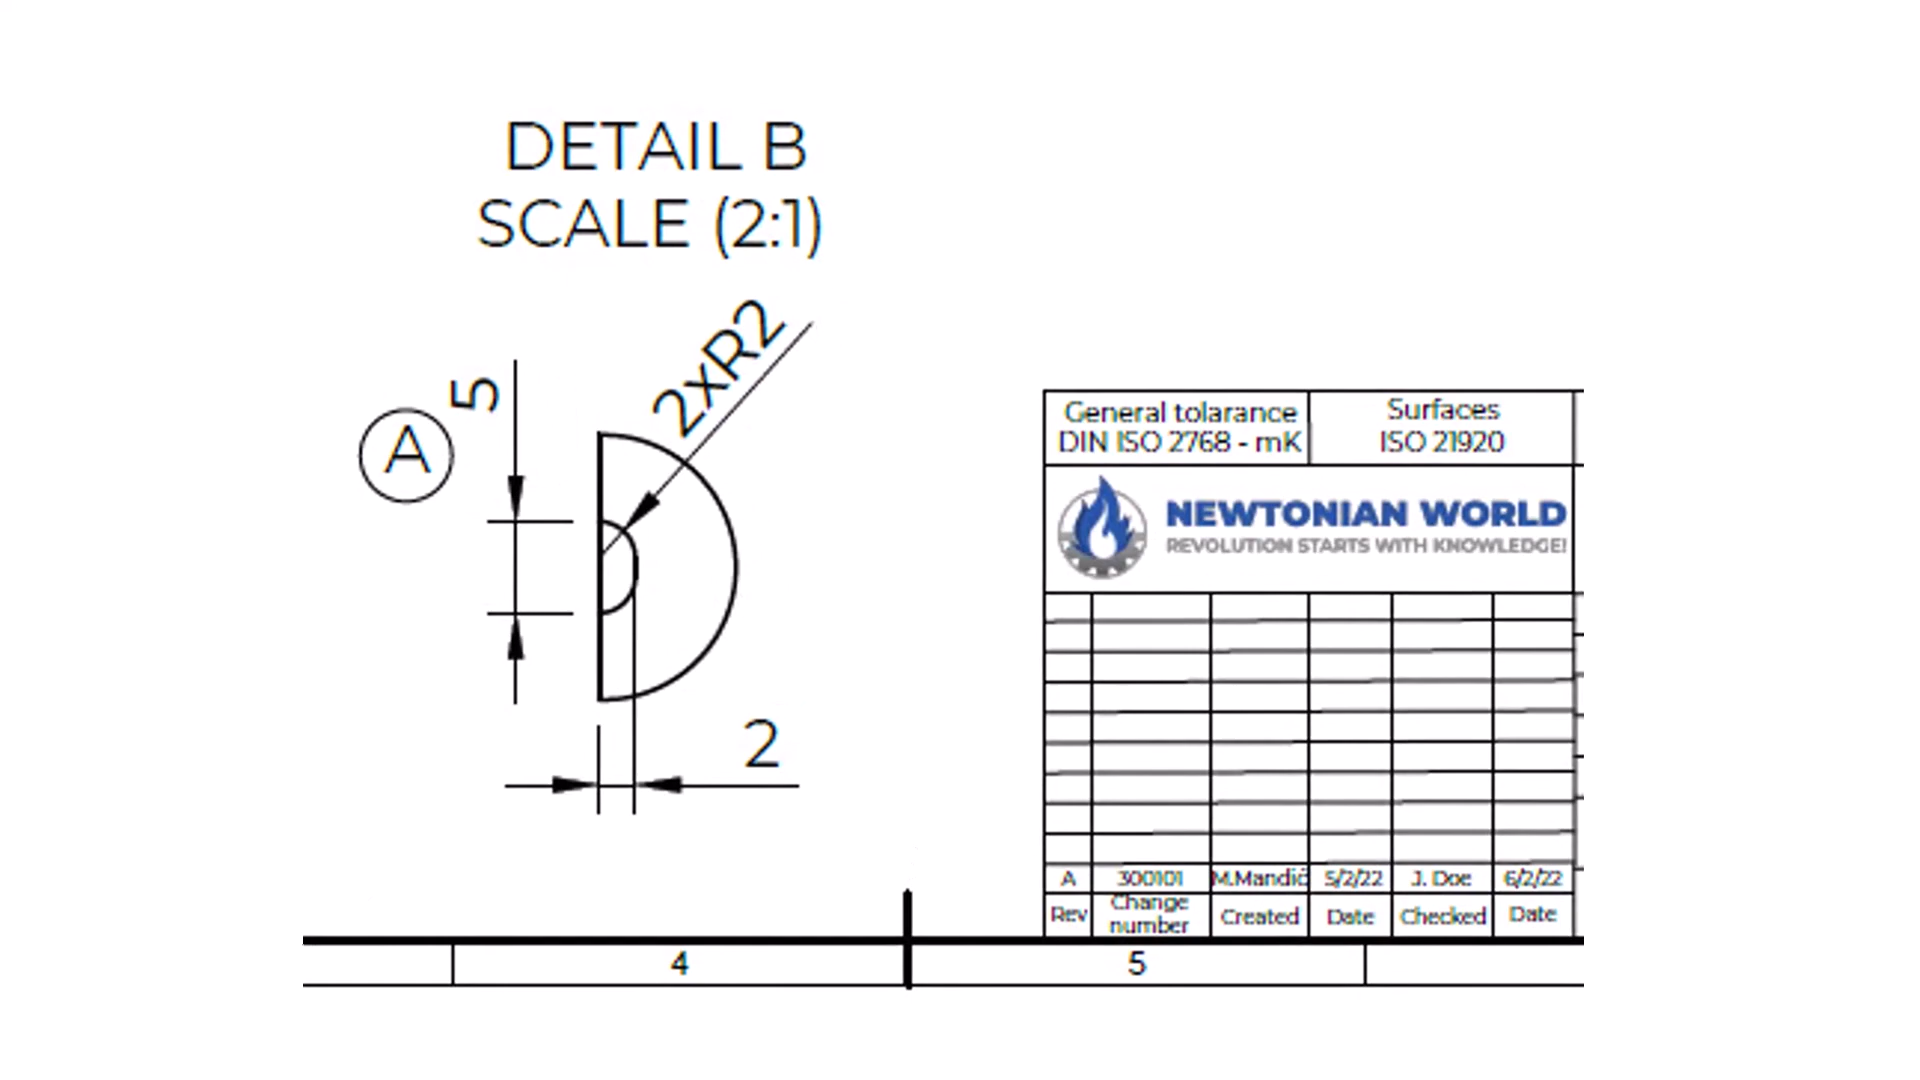 DETAIL B
SCALE (2:1)
2xR2
5
A
2
General tolarance
DIN ISO 2768 - mK
Surfaces
ISO 21920
NEWTONIAN WORLD
REVOLUTION STARTS WITH KNOWLEDGE!
A 300101 M.Mandić 5/2/22 J. Doe 6/2/22
Rev Change number Created Date Checked Date
4 5